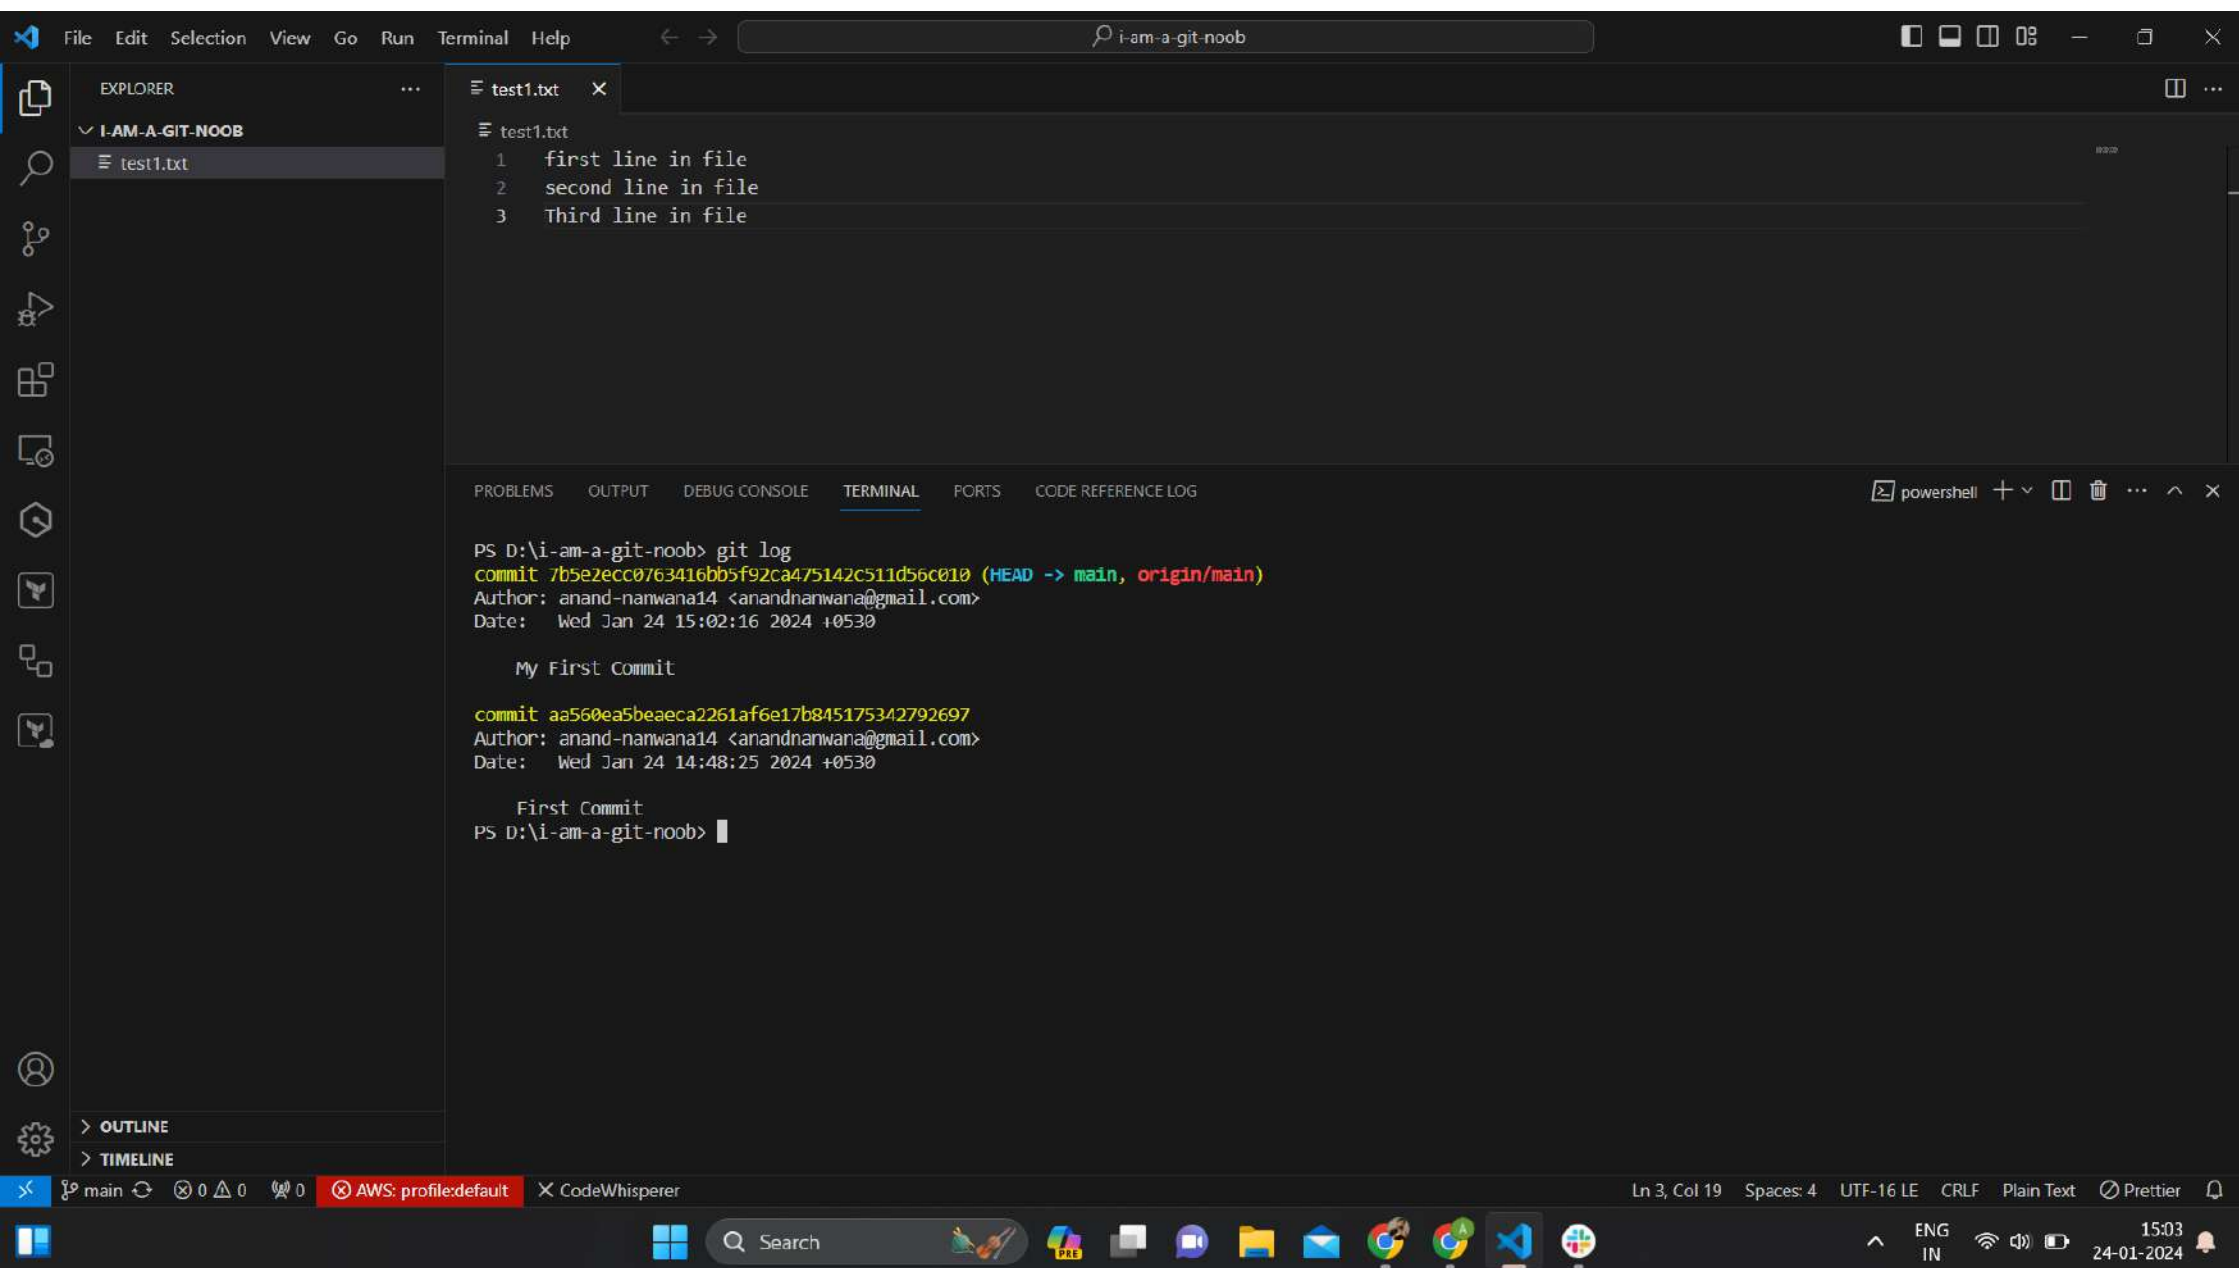 File Edit Selection View Go Run Terminal Help
i-am-a-git-noob
EXPLORER
I-AM-A-GIT-NOOB
test1.txt
test1.txt
test1.txt
1 first line in file
2 second line in file
3 Third line in file
PROBLEMS OUTPUT DEBUG CONSOLE TERMINAL PORTS CODE REFERENCE LOG
powershell
PS D:\i-am-a-git-noob> git log
commit 7b5e2ecc0763416bb5f92ca475142c511d56c010 (HEAD -> main, origin/main)
Author: anand-nanwana14 <anandnanwana@gmail.com>
Date:   Wed Jan 24 15:02:16 2024 +0530
My First Commit
commit aa560ea5beaeca2261af6e17b845175342792697
Author: anand-nanwana14 <anandnanwana@gmail.com>
Date:   Wed Jan 24 14:48:25 2024 +0530
First Commit
PS D:\i-am-a-git-noob>
OUTLINE
TIMELINE
main 0 0 0 AWS: profile:default CodeWhisperer
Ln 3, Col 19 Spaces: 4 UTF-16 LE CRLF Plain Text Prettier
Search
PRE
A
ENG
IN
15:03
24-01-2024